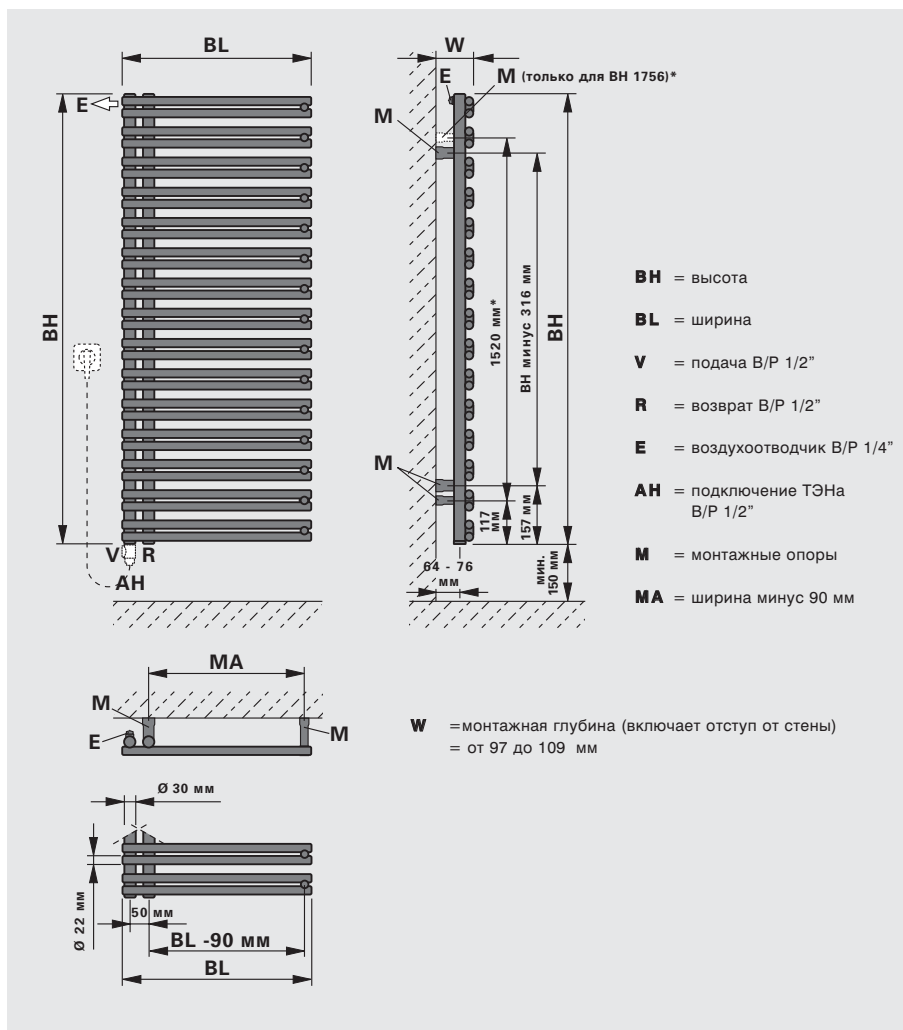 BL
W
E
M (только для ВН 1756)*
E
M
BH
1520 мм*
ВН минус 316 мм
BH
M
117 мм
157 мм
V R
AH
64 - 76 мм
мин. 150 мм
BH = высота
BL = ширина
V = подача В/Р 1/2”
R = возврат В/Р 1/2”
E = воздухоотводчик В/Р 1/4”
AH = подключение ТЭНа
В/Р 1/2”
M = монтажные опоры
MA = ширина минус 90 мм
MA
M
E
M
W =монтажная глубина (включает отступ от стены)
= от 97 до 109 мм
Ø 30 мм
Ø 22 мм
50 мм
BL -90 мм
BL